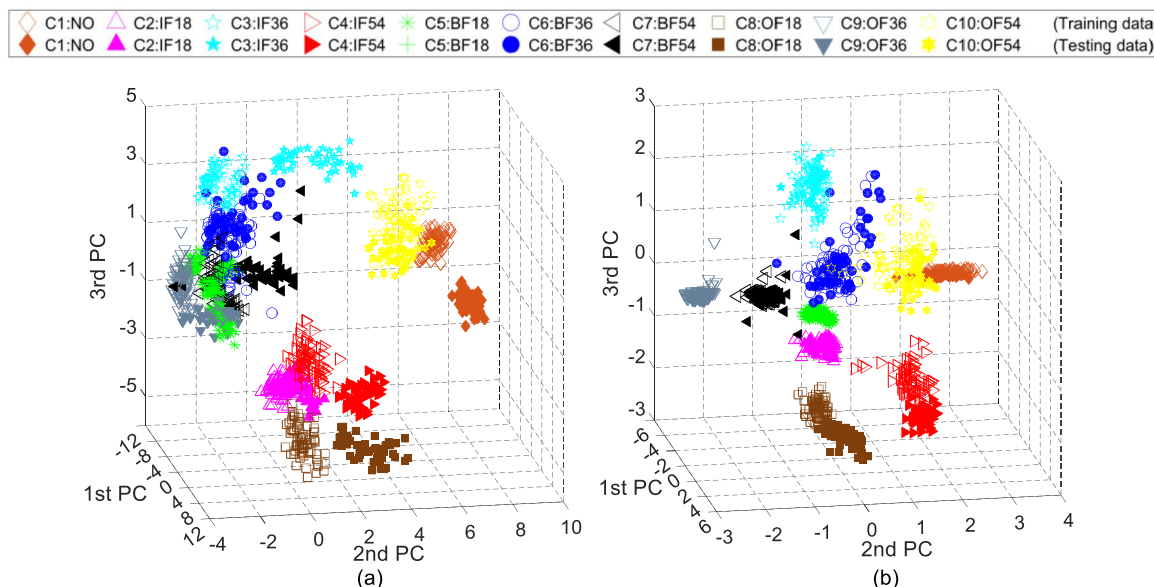 C1:NO C2:IF18 C3:IF36 C4:IF54 C5:BF18 C6:BF36 C7:BF54 C8:OF18 C9:OF36 C10:OF54 (Training data)
C1:NO C2:IF18 C3:IF36 C4:IF54 C5:BF18 C6:BF36 C7:BF54 C8:OF18 C9:OF36 C10:OF54 (Testing data)
5
3
1
-1
-3
-5
3rd PC
-12
-8
-4
0
4
8
12
1st PC
-4 -2 0 2 4 6 8 10
2nd PC
(a)
3
2
1
0
-1
-2
-3
3rd PC
-6
-4
-2
0
2
4
6
1st PC
-3 -2 -1 0 1 2 3 4
2nd PC
(b)